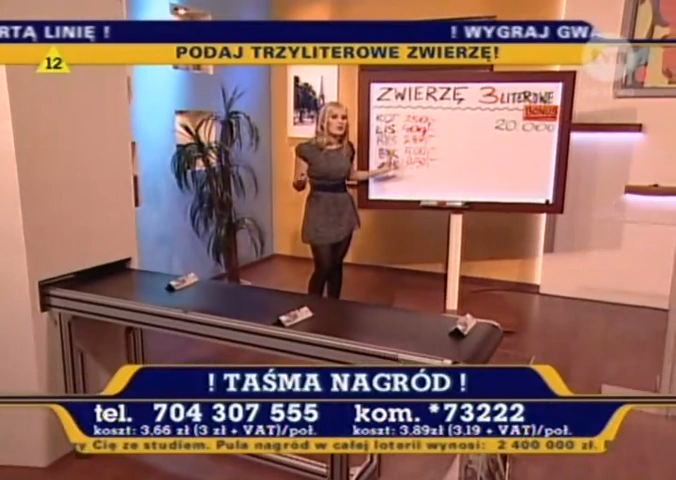 RTĄ LINIĘ ! ! WYGRAJ GWA
PODAJ TRZYLITEROWE ZWIERZĘ!
12
ZWIERZĘ 3 LITEROWE
BONUS
20.000
KOT
LIS
! TAŚMA NAGRÓD !
tel. 704 307 555 kom. *73222
koszt: 3,66 zł (3 zł + VAT)/poł. koszt: 3,89zł (3,19 + VAT)/poł.
y Cię ze studiem. Pula nagród w całej loterii wynosi: 2 400 000 zł.